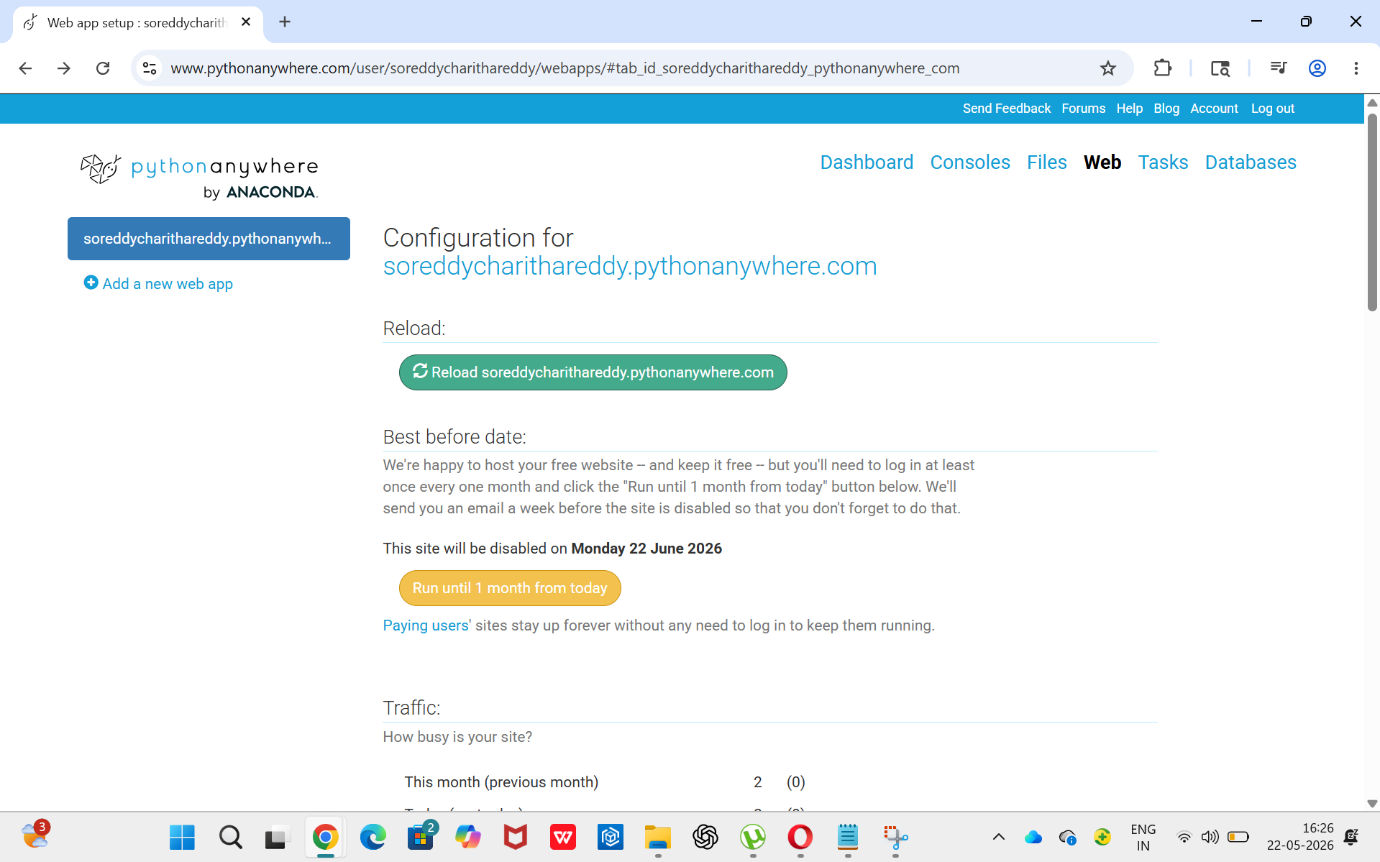 Web app setup : soreddycharith
www.pythonanywhere.com/user/soreddycharithareddy/webapps/#tab_id_soreddycharithareddy_pythonanywhere_com
Send Feedback Forums Help Blog Account Log out
pythonanywhere
by ANACONDA.
Dashboard Consoles Files Web Tasks Databases
soreddycharithareddy.pythonanywh...
Add a new web app
Configuration for
soreddycharithareddy.pythonanywhere.com
Reload:
Reload soreddycharithareddy.pythonanywhere.com
Best before date:
We're happy to host your free website -- and keep it free -- but you'll need to log in at least
once every one month and click the "Run until 1 month from today" button below. We'll
send you an email a week before the site is disabled so that you don't forget to do that.
This site will be disabled on Monday 22 June 2026
Run until 1 month from today
Paying users' sites stay up forever without any need to log in to keep them running.
Traffic:
How busy is your site?
This month (previous month) 2 (0)
3
2
W
ENG
IN
16:26
22-05-2026